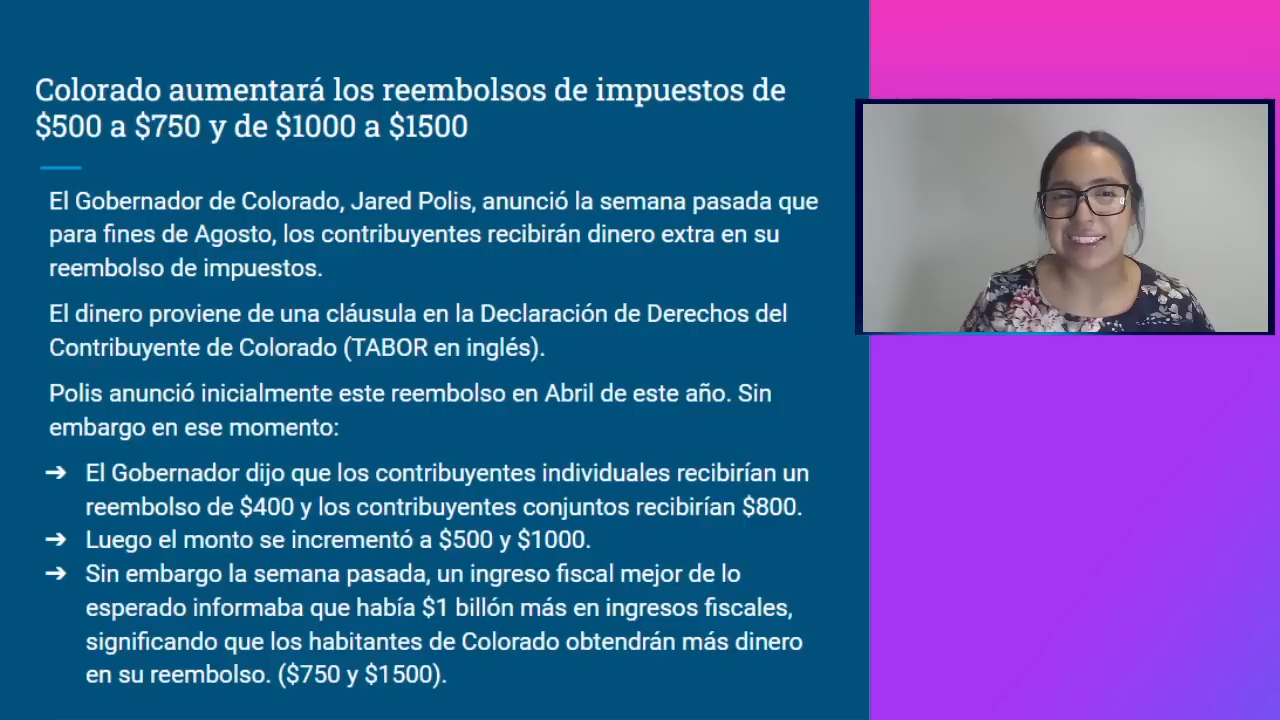 Colorado aumentará los reembolsos de impuestos de
$500 a $750 y de $1000 a $1500
El Gobernador de Colorado, Jared Polis, anunció la semana pasada que
para fines de Agosto, los contribuyentes recibirán dinero extra en su
reembolso de impuestos.
El dinero proviene de una cláusula en la Declaración de Derechos del
Contribuyente de Colorado (TABOR en inglés).
Polis anunció inicialmente este reembolso en Abril de este año. Sin
embargo en ese momento:
➔ El Gobernador dijo que los contribuyentes individuales recibirían un
reembolso de $400 y los contribuyentes conjuntos recibirían $800.
➔ Luego el monto se incrementó a $500 y $1000.
➔ Sin embargo la semana pasada, un ingreso fiscal mejor de lo
esperado informaba que había $1 billón más en ingresos fiscales,
significando que los habitantes de Colorado obtendrán más dinero
en su reembolso. ($750 y $1500).